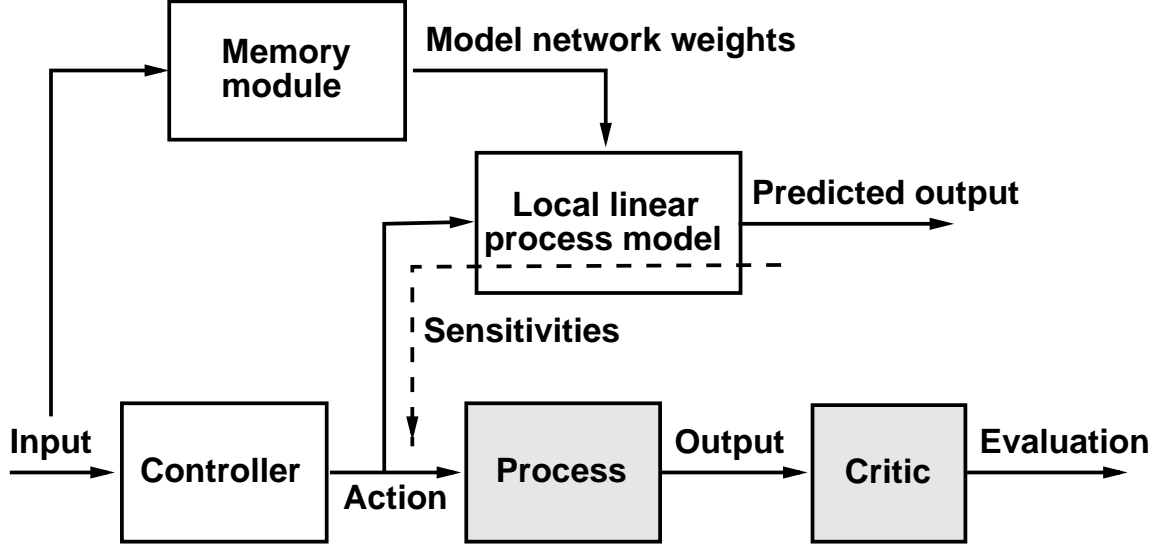 Memory
module
Model network weights
Local linear
process model
Predicted output
Sensitivities
Input
Controller
Action
Process
Output
Critic
Evaluation